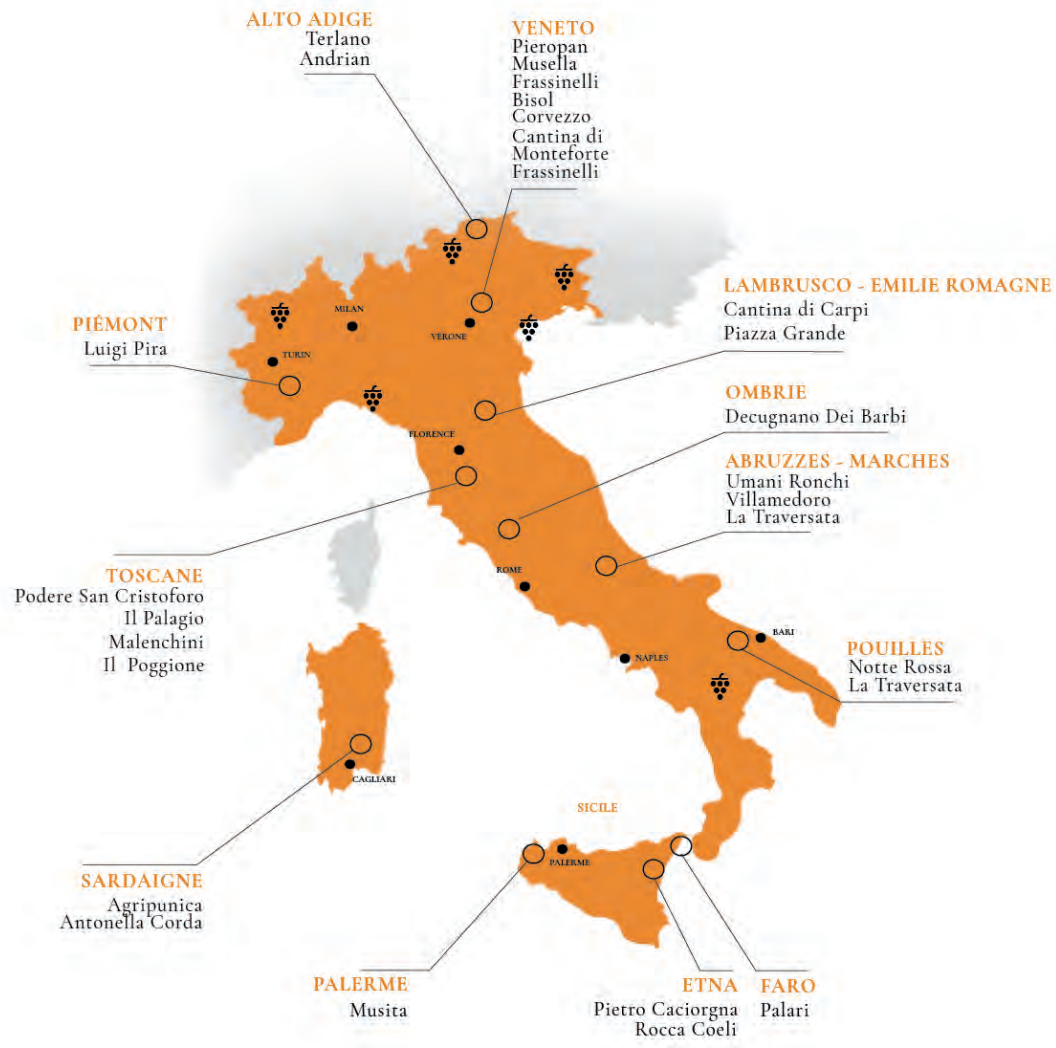 ALTO ADIGE
Terlano
Andrian
VENETO
Pieropan
Musella
Frassinelli
Bisol
Corvezzo
Cantina di
Monteforte
Frassinelli
LAMBRUSCO - EMILIE ROMAGNE
Cantina di Carpi
Piazza Grande
PIÉMONT
Luigi Pira
MILAN
VÉRONE
TURIN
OMBRIE
Decugnano Dei Barbi
FLORENCE
ABRUZZES - MARCHES
Umani Ronchi
Villamedoro
La Traversata
TOSCANE
Podere San Cristoforo
Il Palagio
Malenchini
Il Poggione
ROME
BARI
NAPLES
POUILLES
Notte Rossa
La Traversata
CAGLIARI
SICILE
PALERME
SARDAIGNE
Agripunica
Antonella Corda
PALERME
Musita
ETNA
Pietro Caciorgna
Rocca Coeli
FARO
Palari